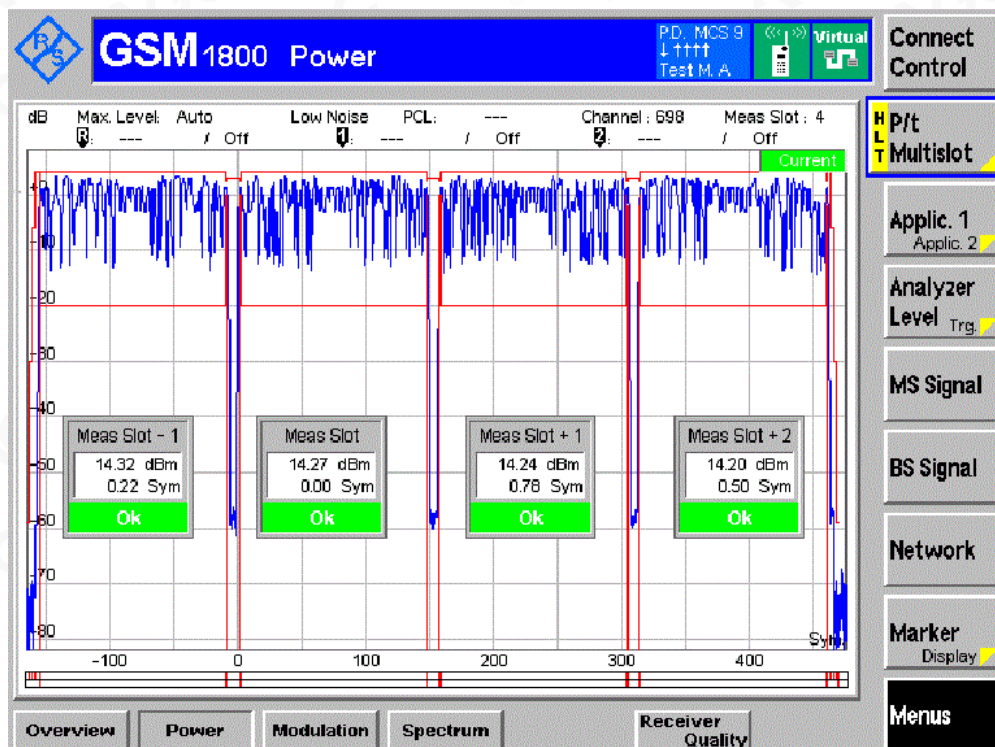 R/S
GSM 1800 Power
P.D. MCS 9
↓ ↑↑↑↑
Test M. A.
Virtual
Connect Control
dB Max. Level: Auto Low Noise PCL: --- Channel : 698 Meas Slot : 4
R: --- / Off 1: --- / Off 2: --- / Off
Current
H L T
P/t Multislot
Applic. 1
Applic. 2
Analyzer Level Trg.
MS Signal
BS Signal
Network
Marker
Display
Menus
+0
-10
-20
-30
-40
-50
-60
-70
-80
Meas Slot - 1
14.32 dBm
0.22 Sym
Ok
Meas Slot
14.27 dBm
0.00 Sym
Ok
Meas Slot + 1
14.24 dBm
0.78 Sym
Ok
Meas Slot + 2
14.20 dBm
0.50 Sym
Ok
Sym.
-100 0 100 200 300 400
Overview Power Modulation Spectrum Receiver Quality